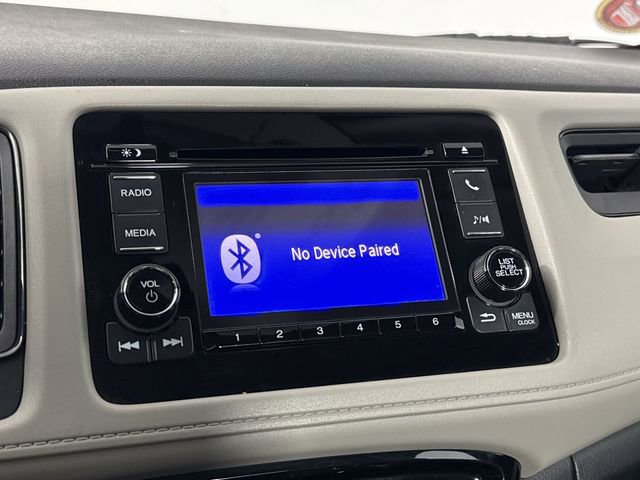 RADIO
MEDIA
VOL
No Device Paired
LIST
PUSH
SELECT
MENU
CLOCK
1 2 3 4 5 6